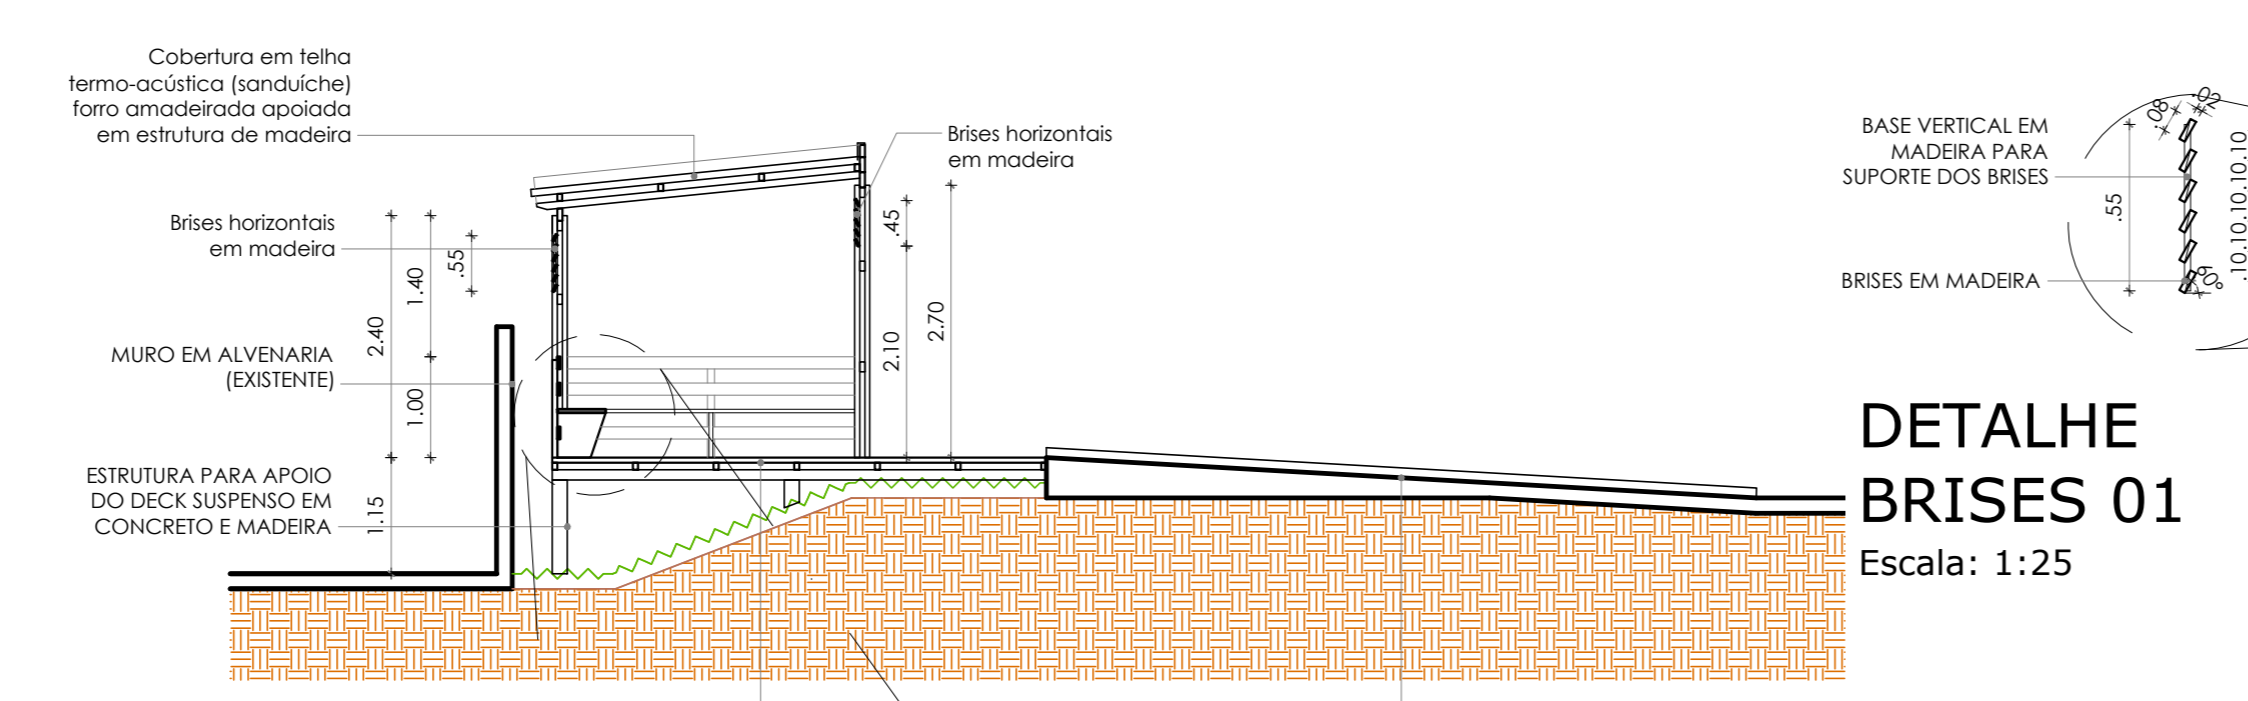 Cobertura em telha
termo-acústica (sanduíche)
forro amadeirada apoiada
em estrutura de madeira
Brises horizontais
em madeira
Brises horizontais
em madeira
.55
1.40
2.40
1.00
1.15
.45
2.10
2.70
MURO EM ALVENARIA
(EXISTENTE)
ESTRUTURA PARA APOIO
DO DECK SUSPENSO EM
CONCRETO E MADEIRA
BASE VERTICAL EM
MADEIRA PARA
SUPORTE DOS BRISES
BRISES EM MADEIRA
.08
.02
.55
.10.10.10.10.10
60°
DETALHE
BRISES 01
Escala: 1:25